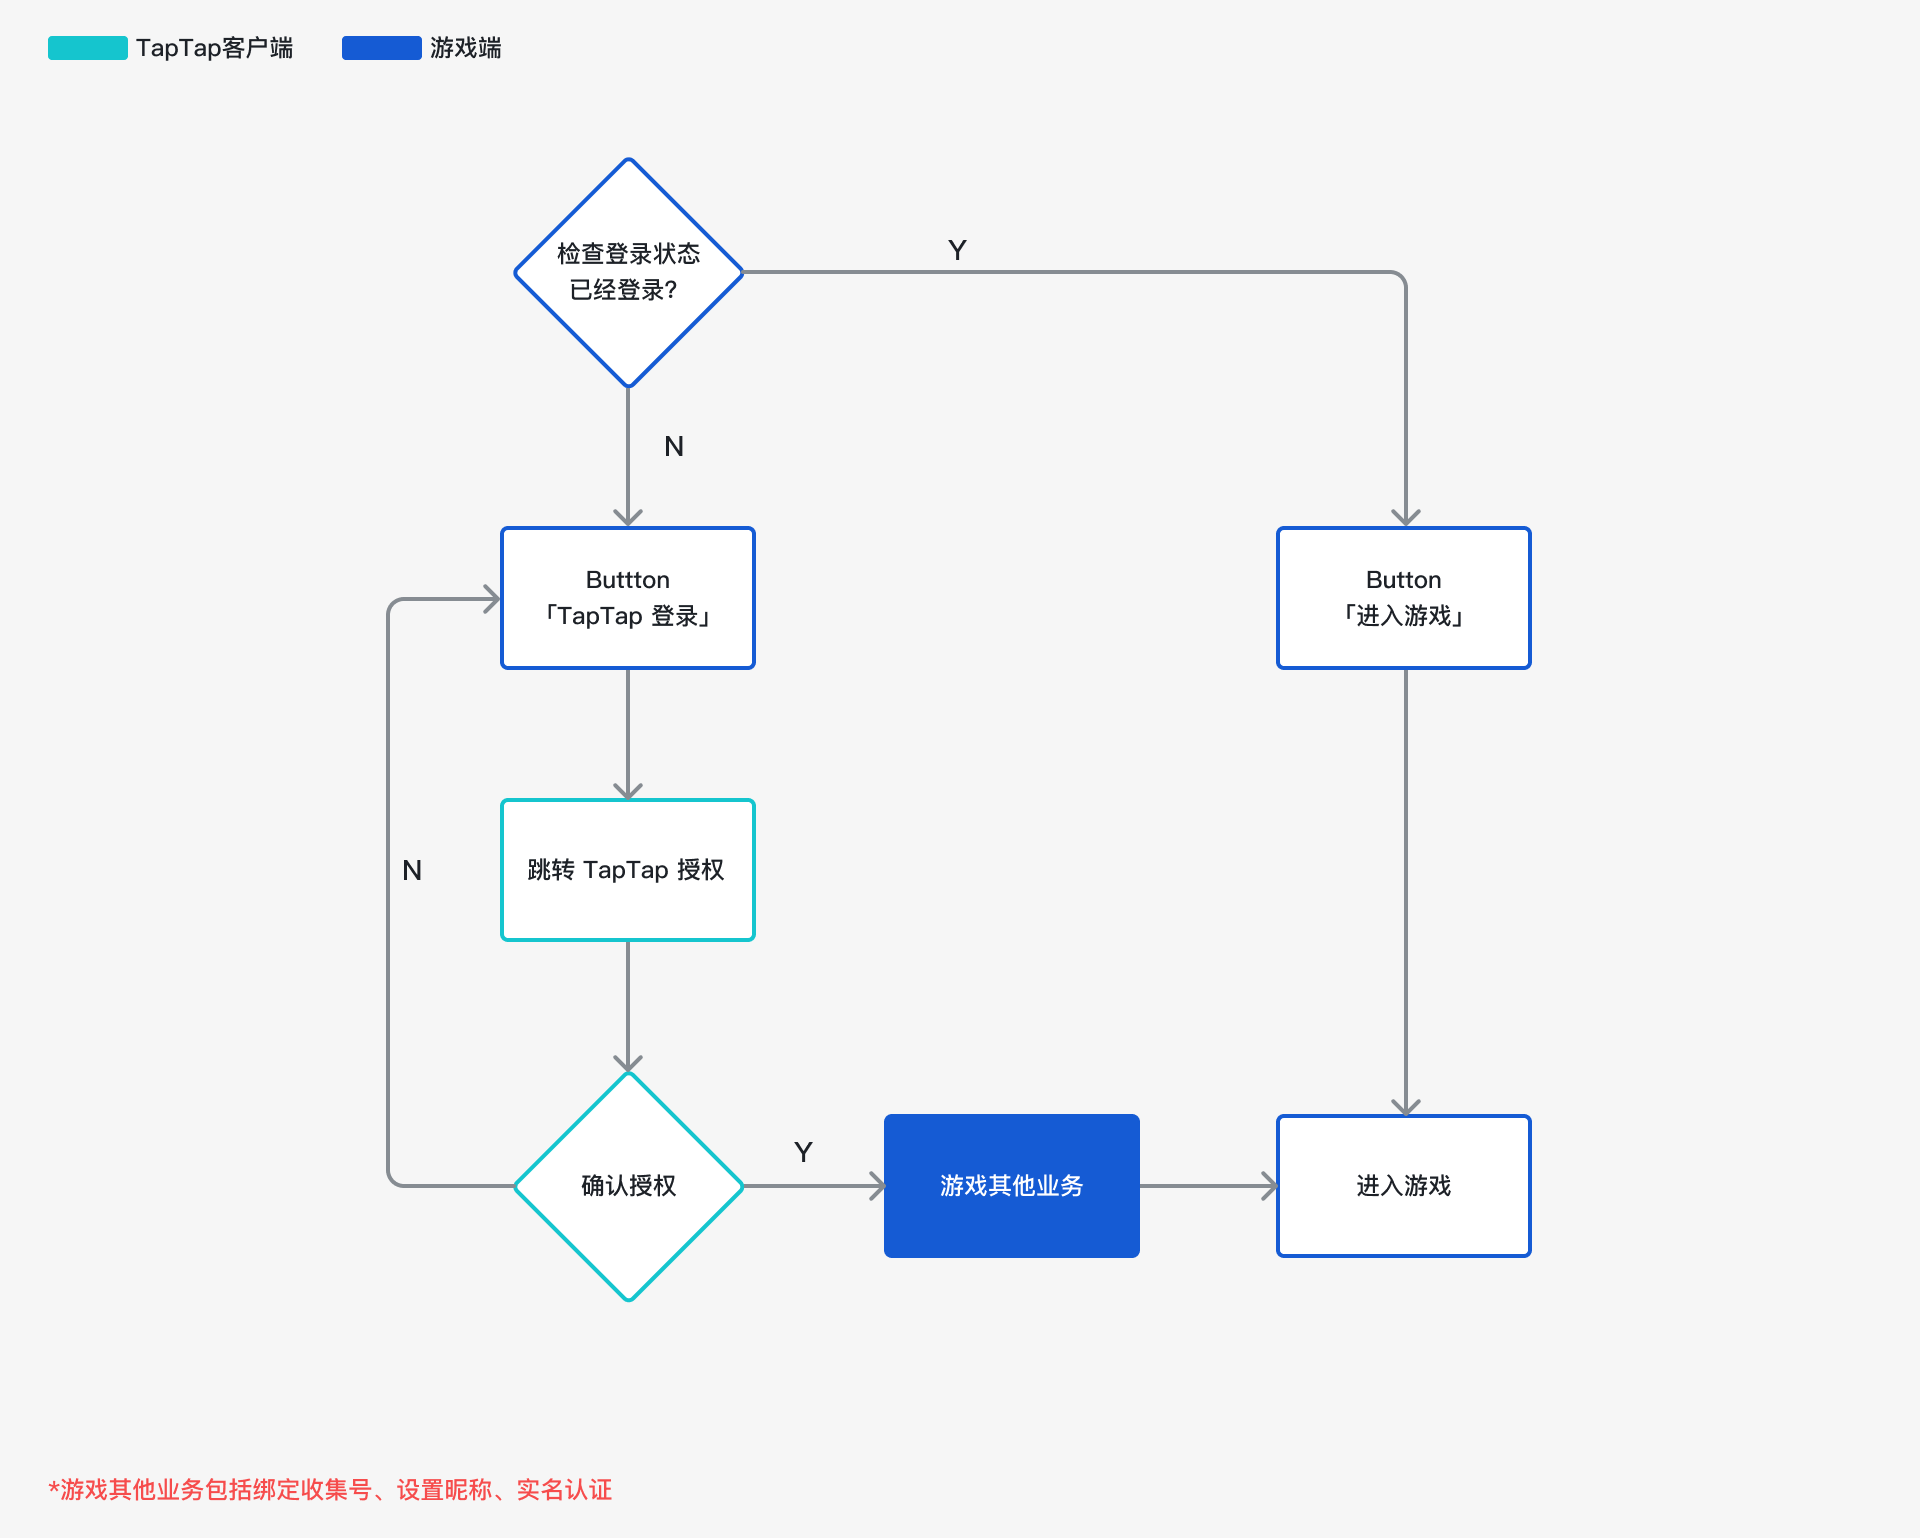 TapTap客户端
游戏端
检查登录状态
已经登录?
Y
N
Buttton
「TapTap 登录」
Button
「进入游戏」
跳转 TapTap 授权
N
确认授权
Y
游戏其他业务
进入游戏
*游戏其他业务包括绑定收集号、设置昵称、实名认证